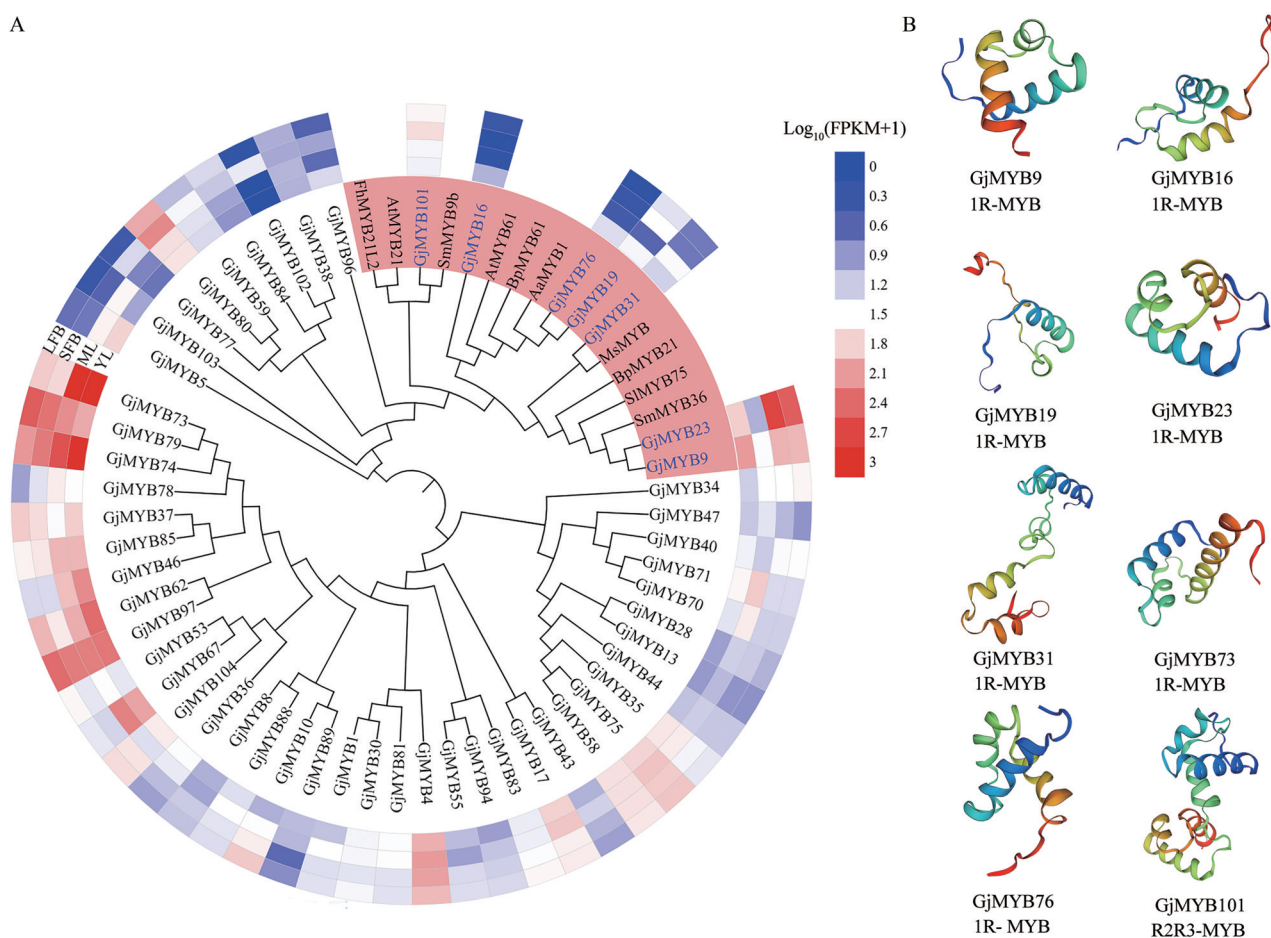 A
B
LFB
SFB
ML
YL
FhMYB21L2
AtMYB21
GjMYB101
SmMYB9b
GjMYB16
AtMYB61
BpMYB61
AaMYB1
GjMYB76
GjMYB19
GjMYB31
MsMYB
BpMYB21
SlMYB75
SmMYB36
GjMYB23
GjMYB9
GjMYB34
GjMYB47
GjMYB40
GjMYB71
GjMYB70
GjMYB28
GjMYB13
GjMYB44
GjMYB35
GjMYB75
GjMYB58
GjMYB43
GjMYB17
GjMYB83
GjMYB94
GjMYB55
GjMYB4
GjMYB81
GjMYB30
GjMYB1
GjMYB89
GjMYB10
GjMYB88
GjMYB8
GjMYB36
GjMYB104
GjMYB67
GjMYB53
GjMYB97
GjMYB62
GjMYB46
GjMYB85
GjMYB37
GjMYB78
GjMYB74
GjMYB79
GjMYB73
GjMYB5
GjMYB103
GjMYB77
GjMYB80
GjMYB59
GjMYB84
GjMYB102
GjMYB38
GjMYB96
Log₁₀(FPKM+1)
0
0.3
0.6
0.9
1.2
1.5
1.8
2.1
2.4
2.7
3
GjMYB9
1R-MYB
GjMYB16
1R-MYB
GjMYB19
1R-MYB
GjMYB23
1R-MYB
GjMYB31
1R-MYB
GjMYB73
1R-MYB
GjMYB76
1R- MYB
GjMYB101
R2R3-MYB